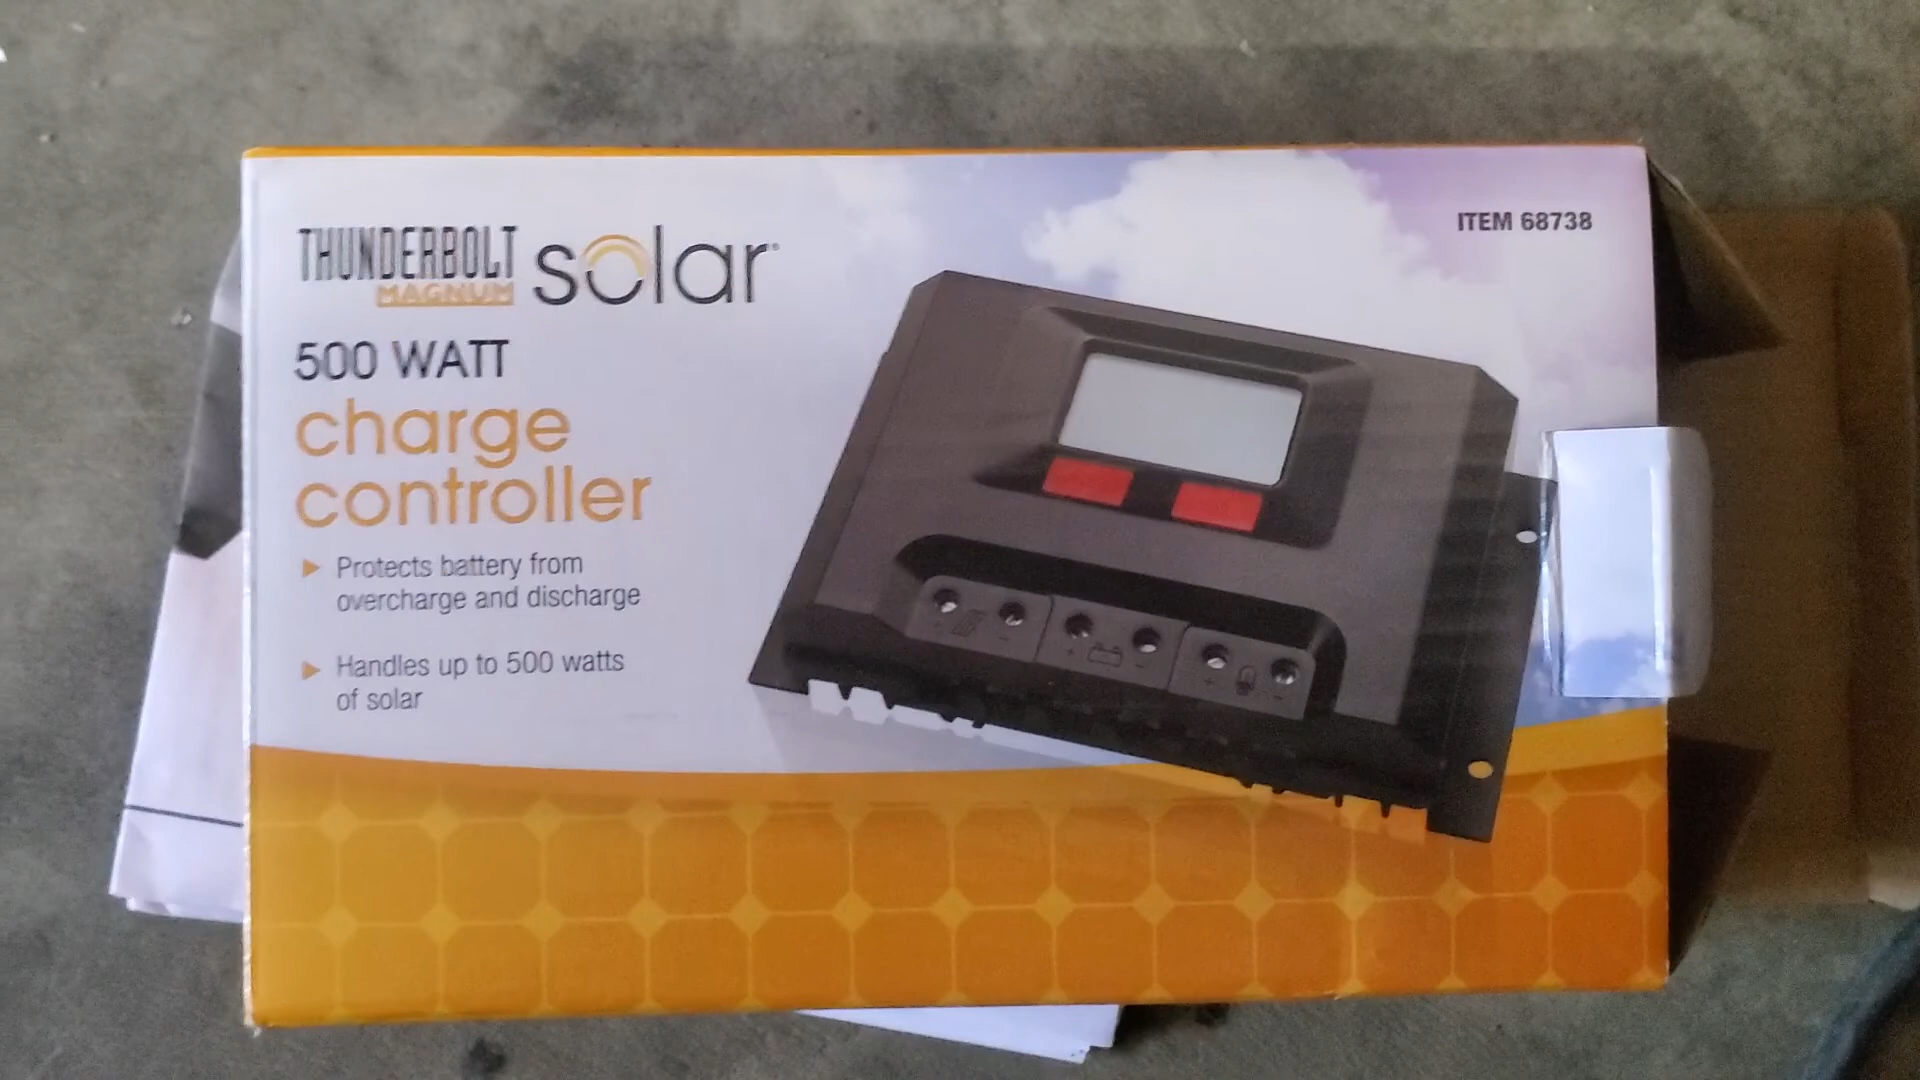 THUNDERBOLT solar
MAGNUM
ITEM 68738
500 WATT
charge
controller
Protects battery from
overcharge and discharge
Handles up to 500 watts
of solar